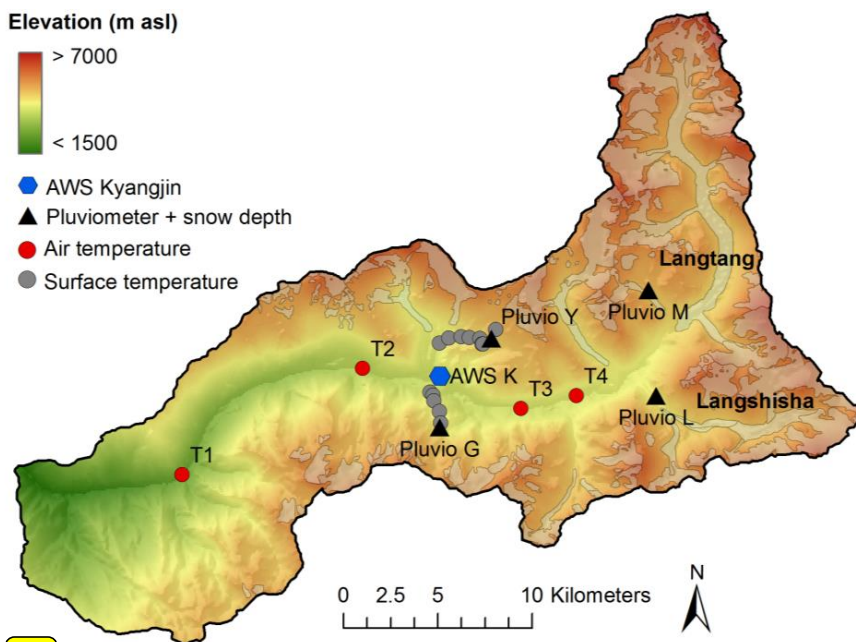 Elevation (m asl)
> 7000
< 1500
AWS Kyangjin
Pluviometer + snow depth
Air temperature
Surface temperature
Langtang
Pluvio M
Pluvio Y
T2
AWS K
T3
T4
Langshisha
Pluvio L
Pluvio G
T1
N
0 2.5 5 10 Kilometers